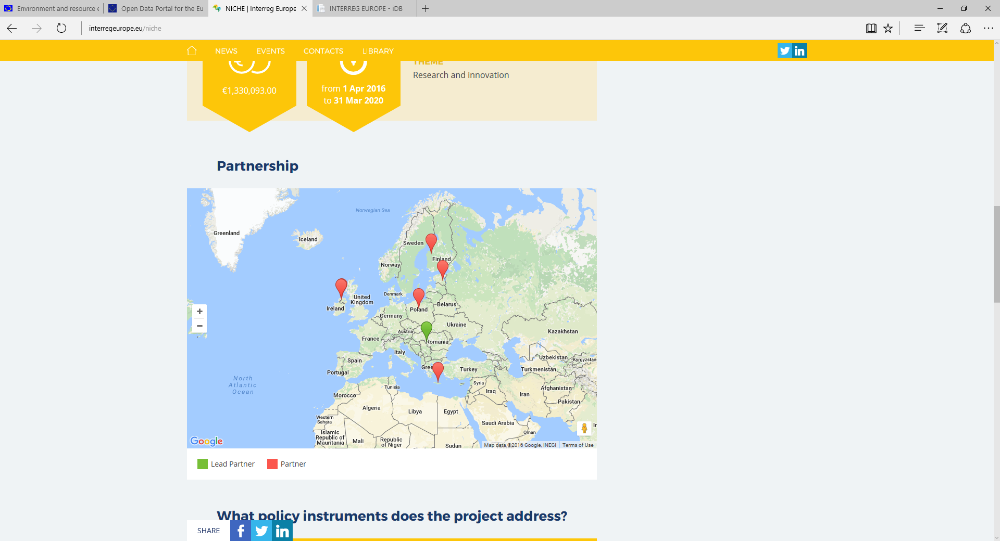 Environment and resource e
Open Data Portal for the Eu
NICHE | Interreg Europe
INTERREG EUROPE - iDB
interregeurope.eu/niche
NEWS
EVENTS
CONTACTS
LIBRARY
THEME
Research and innovation
€1,330,093.00
from 1 Apr 2016
to 31 Mar 2020
Partnership
Norwegian Sea
Greenland
Iceland
Sweden
Finland
Norway
United
Kingdom
Denmark
Ireland
Poland
Belarus
Germany
Ukraine
Austria
Kazakhstan
France
Romania
Italy
Uzbekistan
Kyrgyzstan
Spain
Gree
Turkey
Turkmenistan
Portugal
North
Atlantic
Ocean
Syria
Tunisia
Iraq
Afghanistan
Morocco
Iran
Pakistan
Algeria
Libya
Egypt
Western
Sahara
Saudi Arabia
Oman
Islamic
Republic of
Mauritania
Mali
Republic
of Niger
Sudan
Google
Map data ©2016 Google, INEGI
Terms of Use
Lead Partner
Partner
What policy instruments does the project address?
SHARE